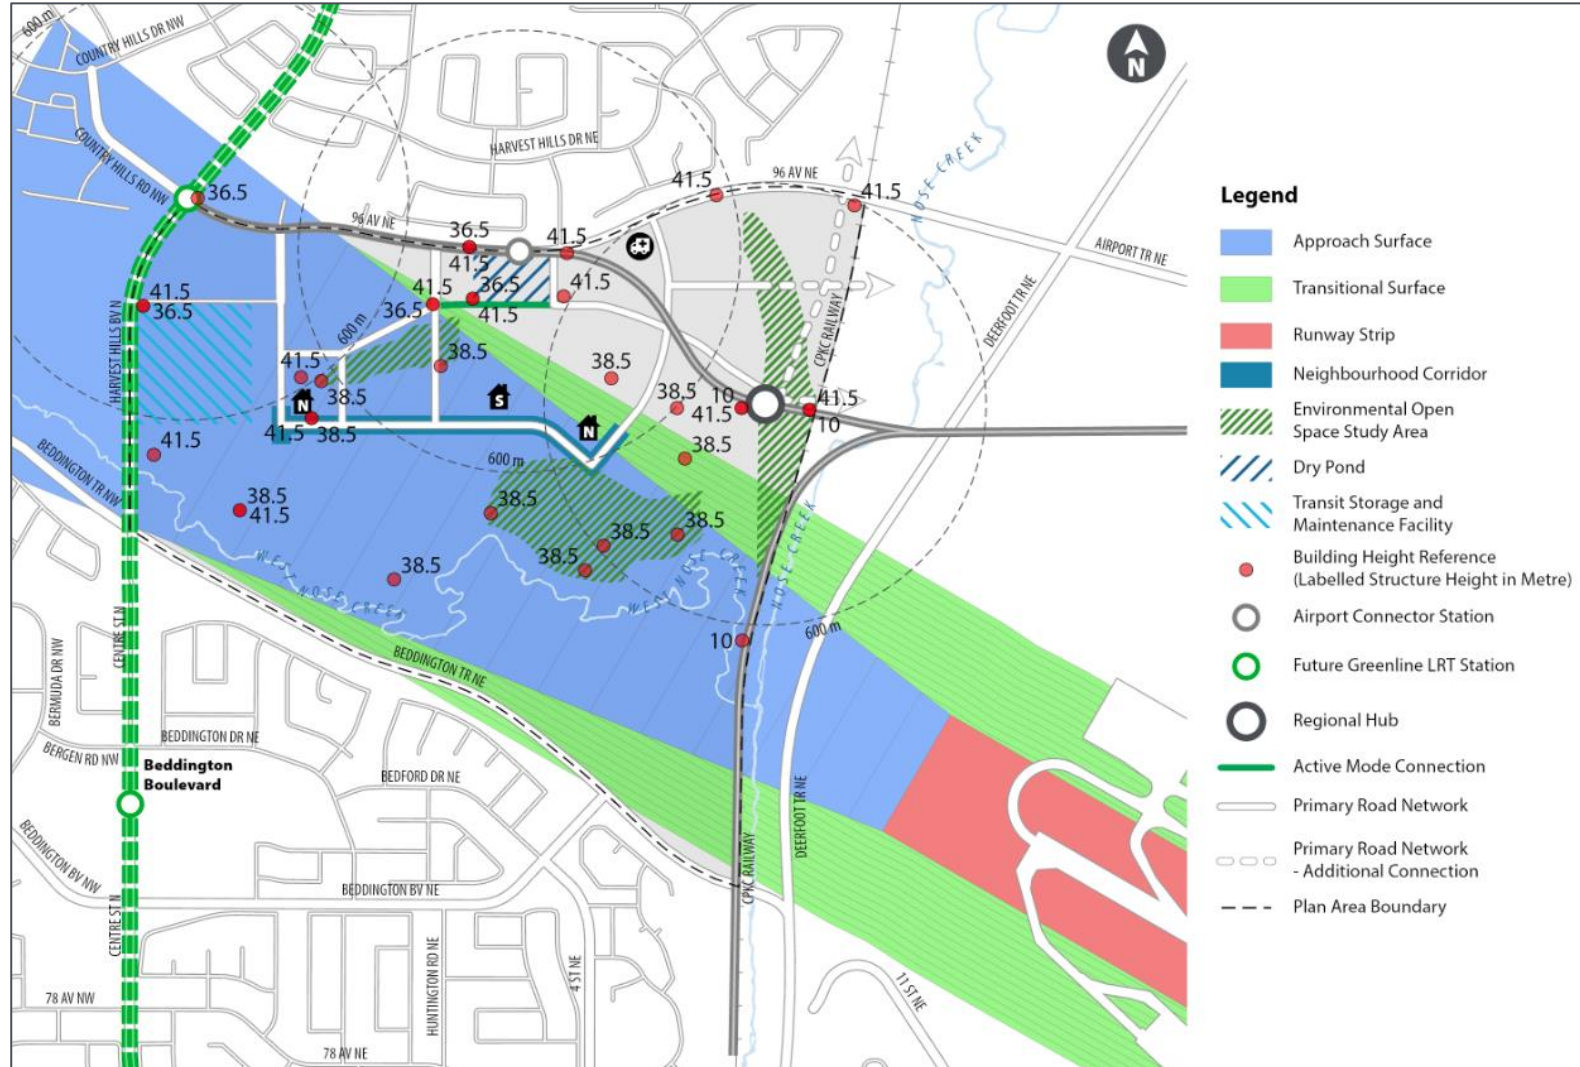 600 m
COUNTRY HILLS DR NW
COUNTRY HILLS RD NW
HARVEST HILLS DR NE
N
NOSE CREEK
36.5
96 AV NE
36.5
41.5
41.5
41.5
96 AV NE
41.5
AIRPORT TR NE
DEERFOOT TR NE
CPKC RAILWAY
41.5
36.5
HARVEST HILLS BV N
41.5
36.5
36.5
41.5
41.5
600 m
41.5
38.5
38.5
38.5
38.5
10
41.5
41.5
10
N
S
N
41.5
38.5
41.5
600 m
38.5
BEDDINGTON TR NW
38.5
41.5
38.5
38.5
38.5
38.5
38.5
WEST NOSE CREEK
WEST NOSE CREEK
NOSE CREEK
10
600 m
BEDDINGTON TR NE
CENTRE ST N
BERMUDA DR NW
BEDDINGTON DR NE
BERGEN RD NW
Beddington
Boulevard
BEDFORD DR NE
BEDDINGTON BV NW
BEDDINGTON BV NE
CPKC RAILWAY
DEERFOOT TR NE
CENTRE ST N
HUNTINGTON RD NE
4 ST NE
11 ST NE
78 AV NW
78 AV NE
Legend
Approach Surface
Transitional Surface
Runway Strip
Neighbourhood Corridor
Environmental Open
Space Study Area
Dry Pond
Transit Storage and
Maintenance Facility
Building Height Reference
(Labelled Structure Height in Metre)
Airport Connector Station
Future Greenline LRT Station
Regional Hub
Active Mode Connection
Primary Road Network
Primary Road Network
- Additional Connection
Plan Area Boundary